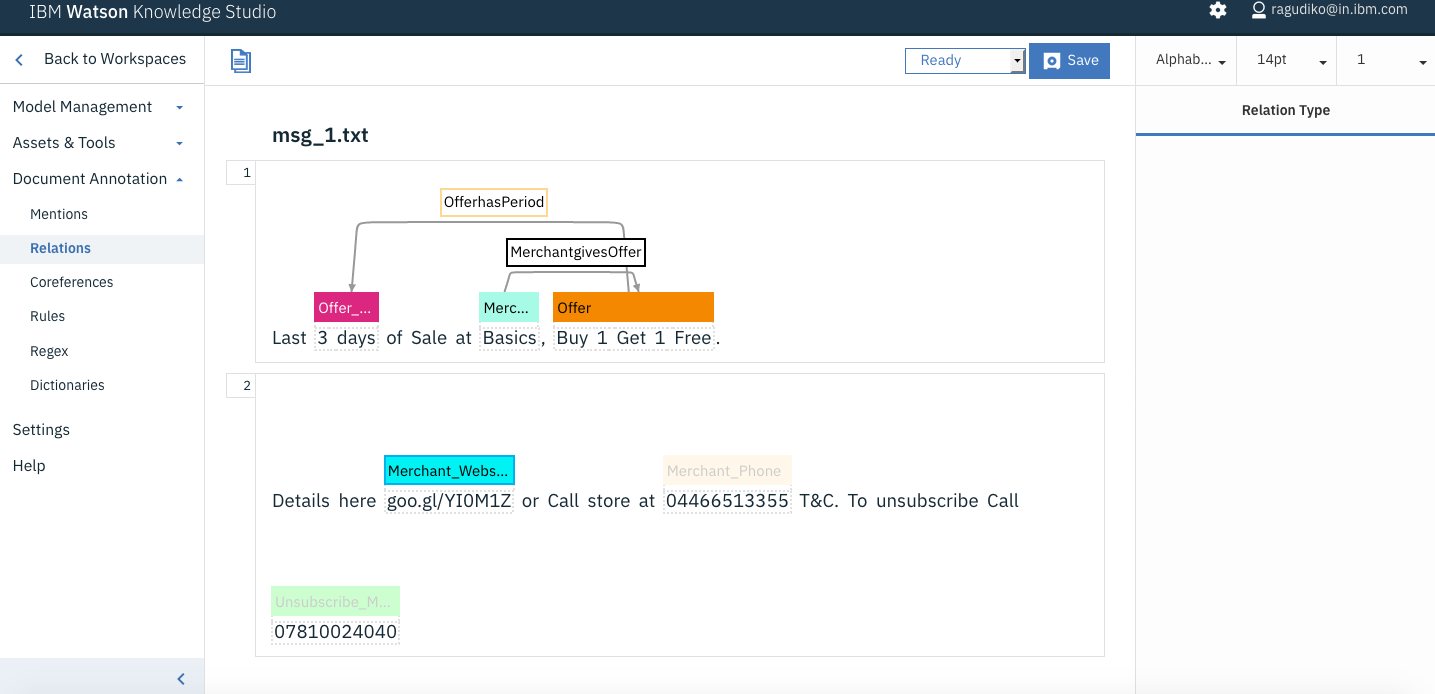 IBM Watson Knowledge Studio
ragudiko@in.ibm.com
Back to Workspaces
Model Management
Assets & Tools
Document Annotation
Mentions
Relations
Coreferences
Rules
Regex
Dictionaries
Settings
Help
Ready
Save
Alphab...
14pt
1
Relation Type
msg_1.txt
1
OfferhasPeriod
MerchantgivesOffer
Offer_... Merc... Offer
Last 3 days of Sale at Basics, Buy 1 Get 1 Free.
2
Merchant_Webs... Merchant_Phone
Details here goo.gl/YI0M1Z or Call store at 04466513355 T&C. To unsubscribe Call
Unsubscribe_M...
07810024040